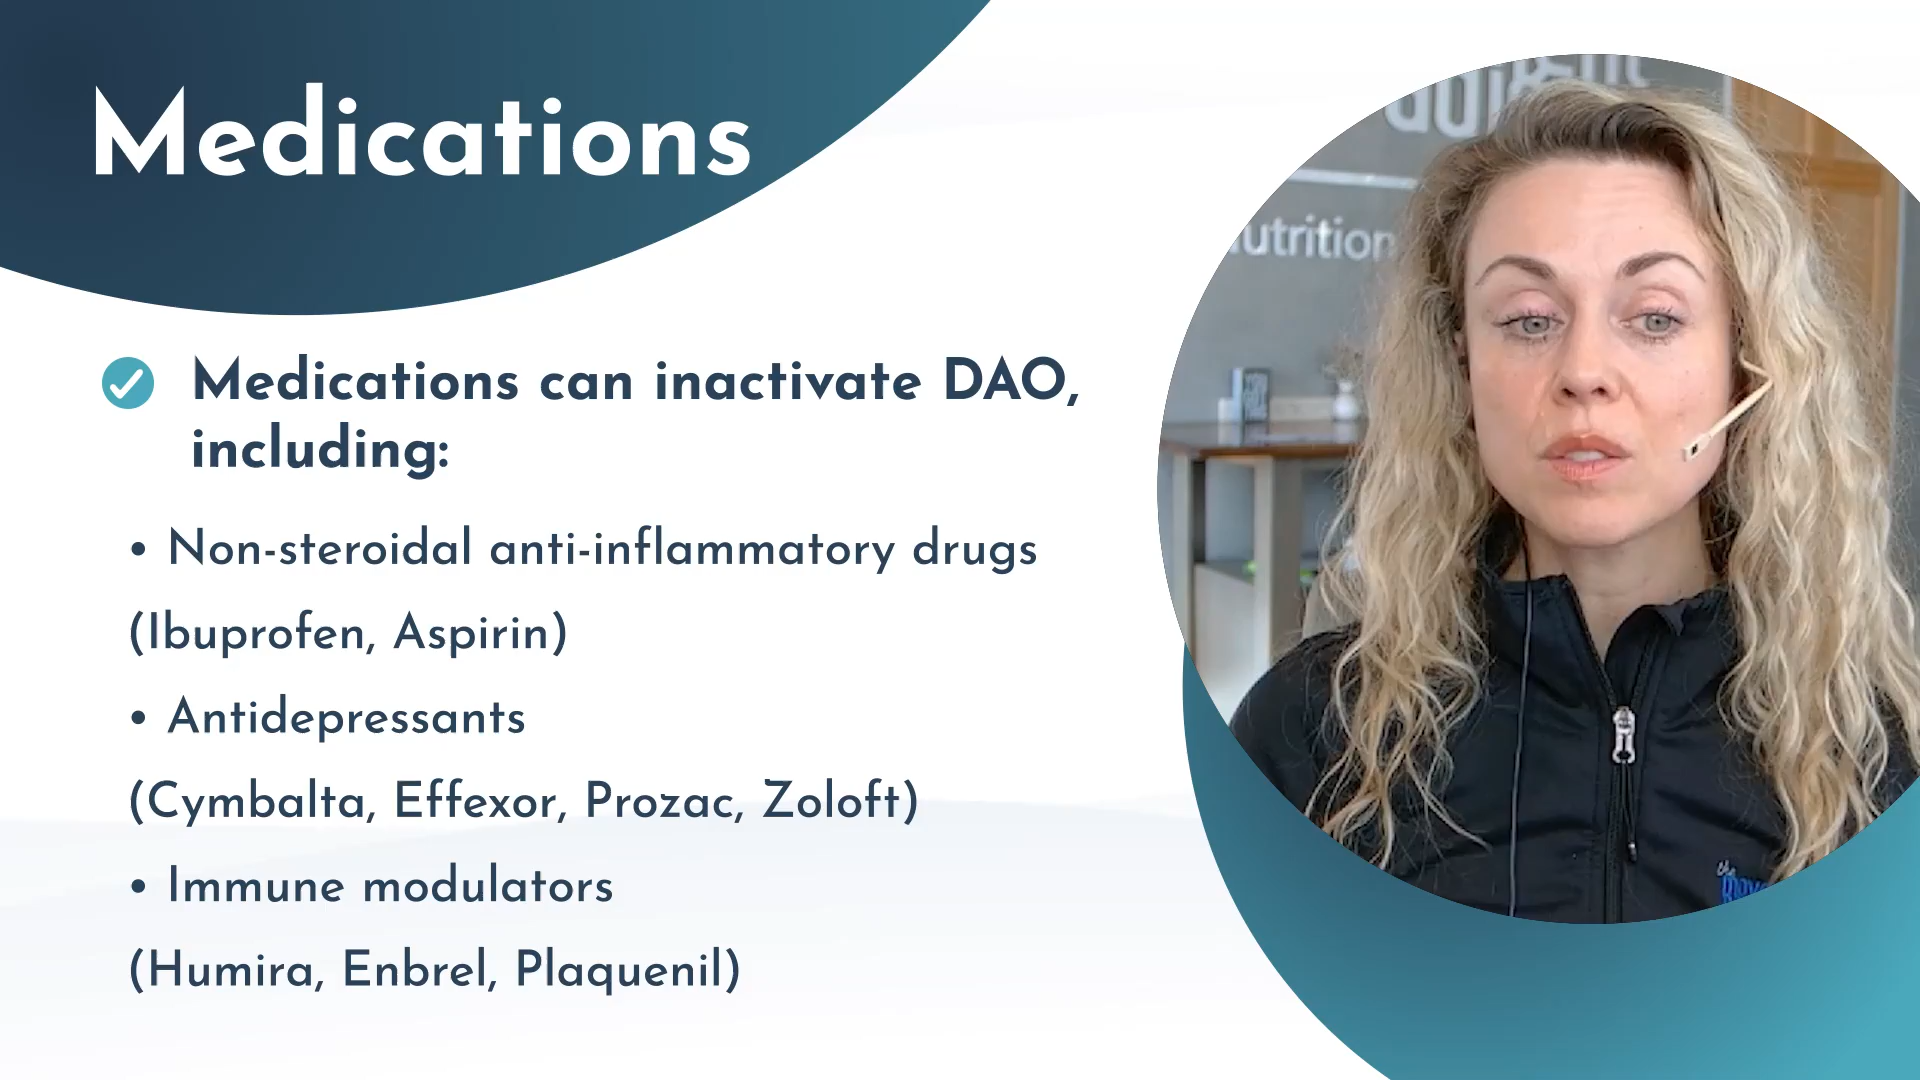 Medications
Medications can inactivate DAO,
including:
• Non-steroidal anti-inflammatory drugs
(Ibuprofen, Aspirin)
• Antidepressants
(Cymbalta, Effexor, Prozac, Zoloft)
• Immune modulators
(Humira, Enbrel, Plaquenil)
utrition
the